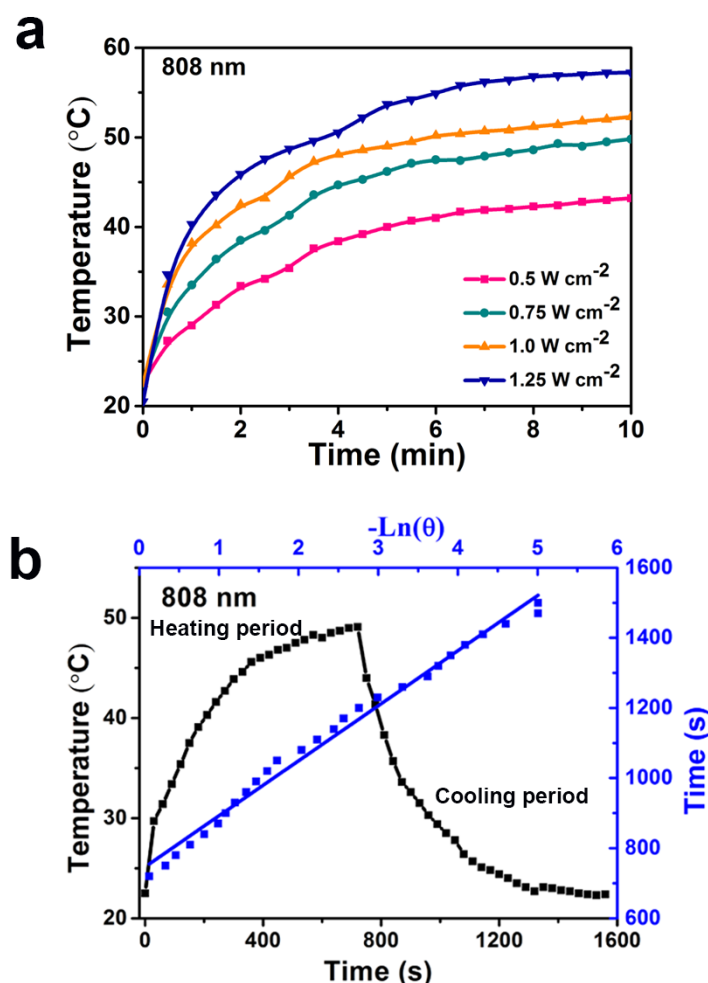 a
808 nm
Temperature (°C)
60
50
40
30
20
0.5 W cm⁻²
0.75 W cm⁻²
1.0 W cm⁻²
1.25 W cm⁻²
0 2 4 6 8 10
Time (min)
b
-Ln(θ)
0 1 2 3 4 5 6
808 nm
Heating period
Cooling period
Temperature (°C)
50
40
30
20
1600
1400
1200
1000
800
600
Time (s)
0 400 800 1200 1600
Time (s)